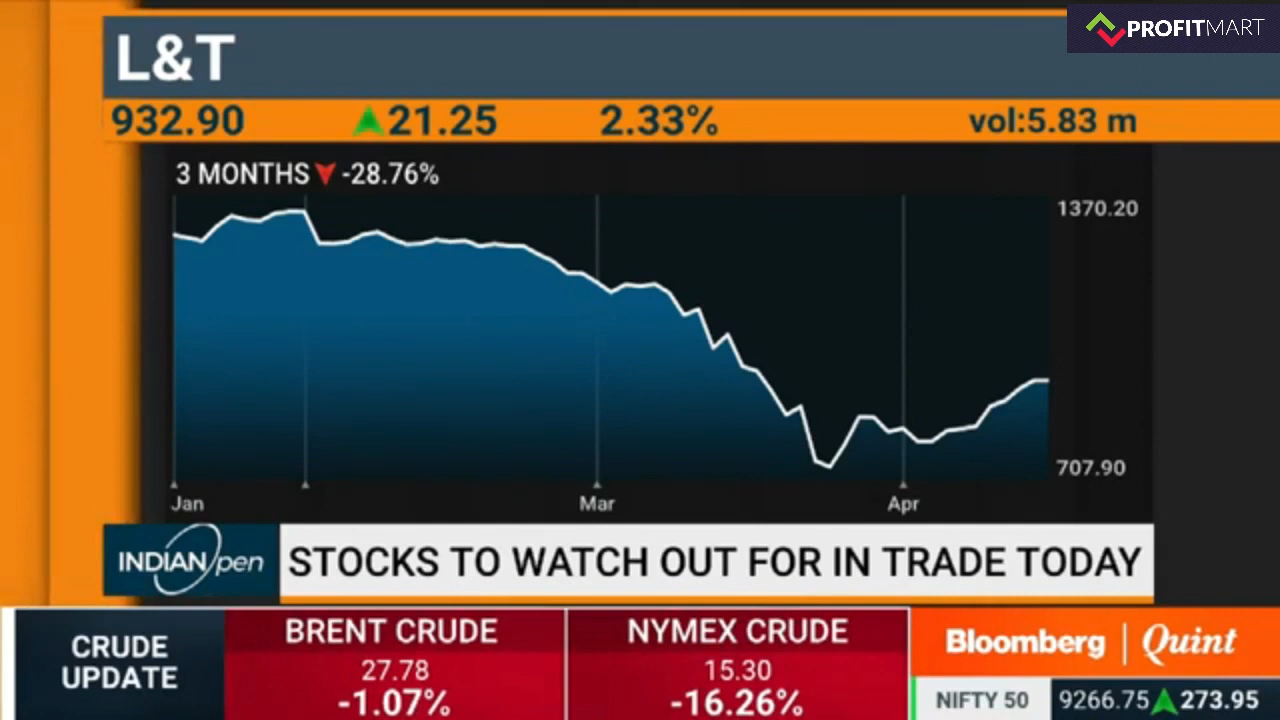 PROFITMART
L&T
932.90 21.25 2.33% vol:5.83 m
3 MONTHS -28.76%
1370.20
707.90
Jan Mar Apr
INDIAN Open STOCKS TO WATCH OUT FOR IN TRADE TODAY
CRUDE
UPDATE
BRENT CRUDE
27.78
-1.07%
NYMEX CRUDE
15.30
-16.26%
Bloomberg | Quint
NIFTY 50 9266.75 273.95